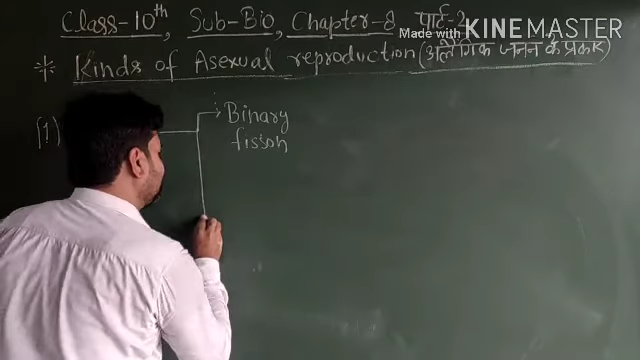 Class-10th, Sub-Bio, Chapter-8, पार्ट-2
Made with KINEMASTER
* Kinds of Asexual reproduction (अलैंगिक जनन के प्रकार)
(1)
Binary
fission